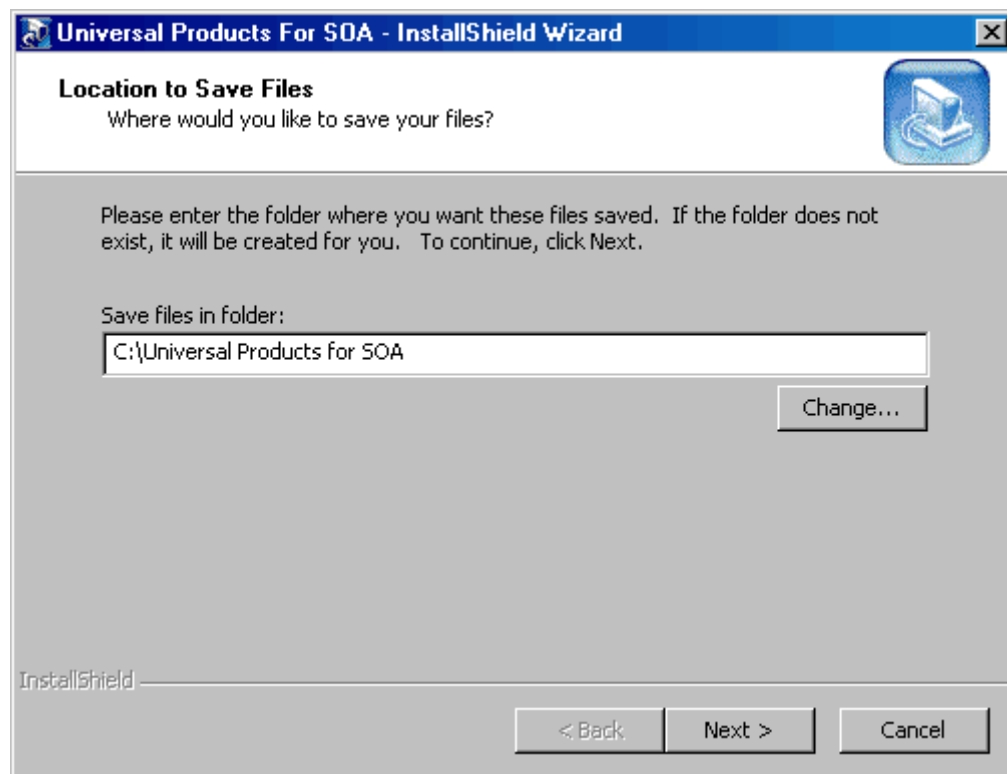 Universal Products For SOA - InstallShield Wizard
Location to Save Files
Where would you like to save your files?
Please enter the folder where you want these files saved.  If the folder does not
exist, it will be created for you.   To continue, click Next.
Save files in folder:
C:\Universal Products for SOA
Change...
InstallShield
< Back
Next >
Cancel